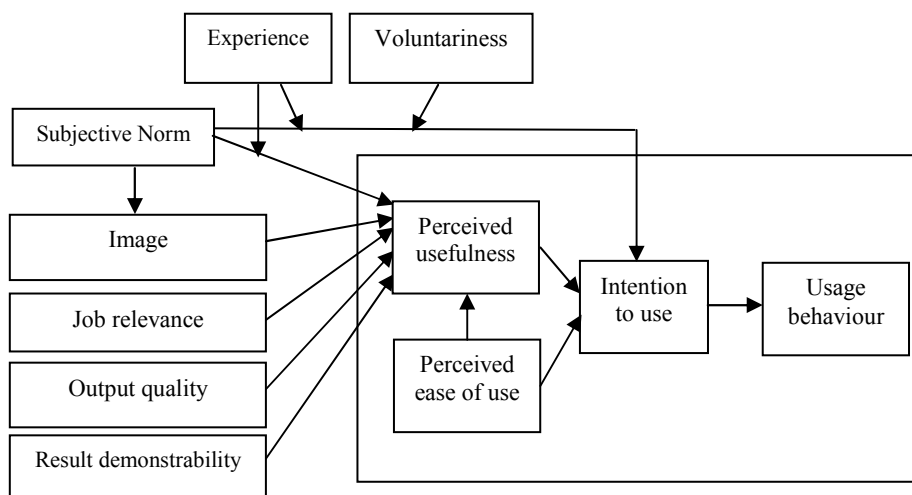 Experience
Voluntariness
Subjective Norm
Image
Job relevance
Output quality
Result demonstrability
Perceived
usefulness
Perceived
ease of use
Intention
to use
Usage
behaviour